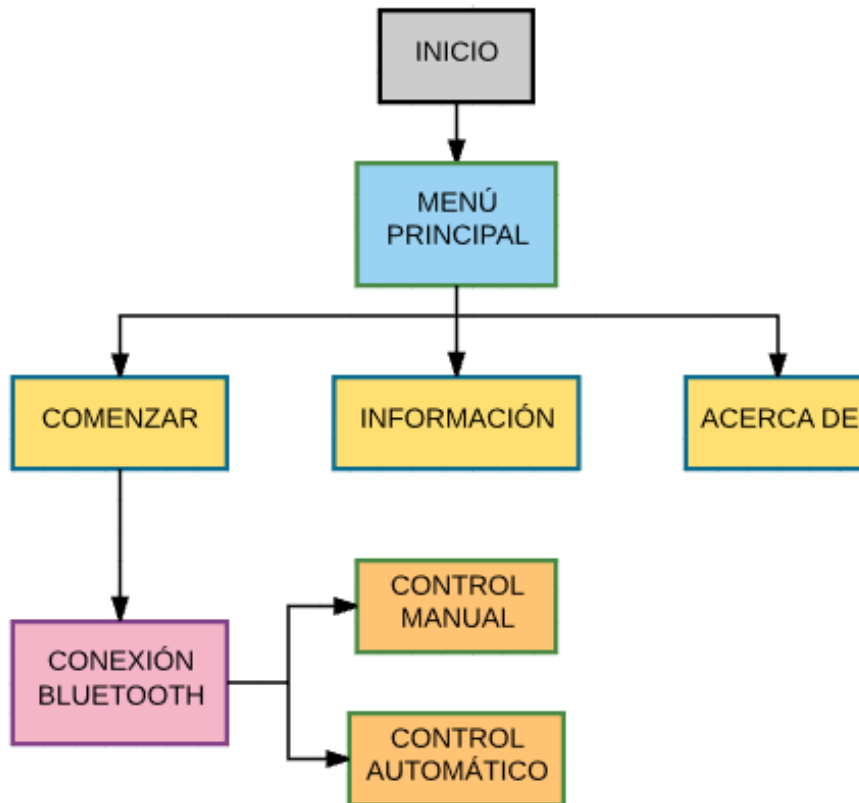 INICIO
MENÚ
PRINCIPAL
COMENZAR
INFORMACIÓN
ACERCA DE
CONTROL
MANUAL
CONEXIÓN
BLUETOOTH
CONTROL
AUTOMÁTICO